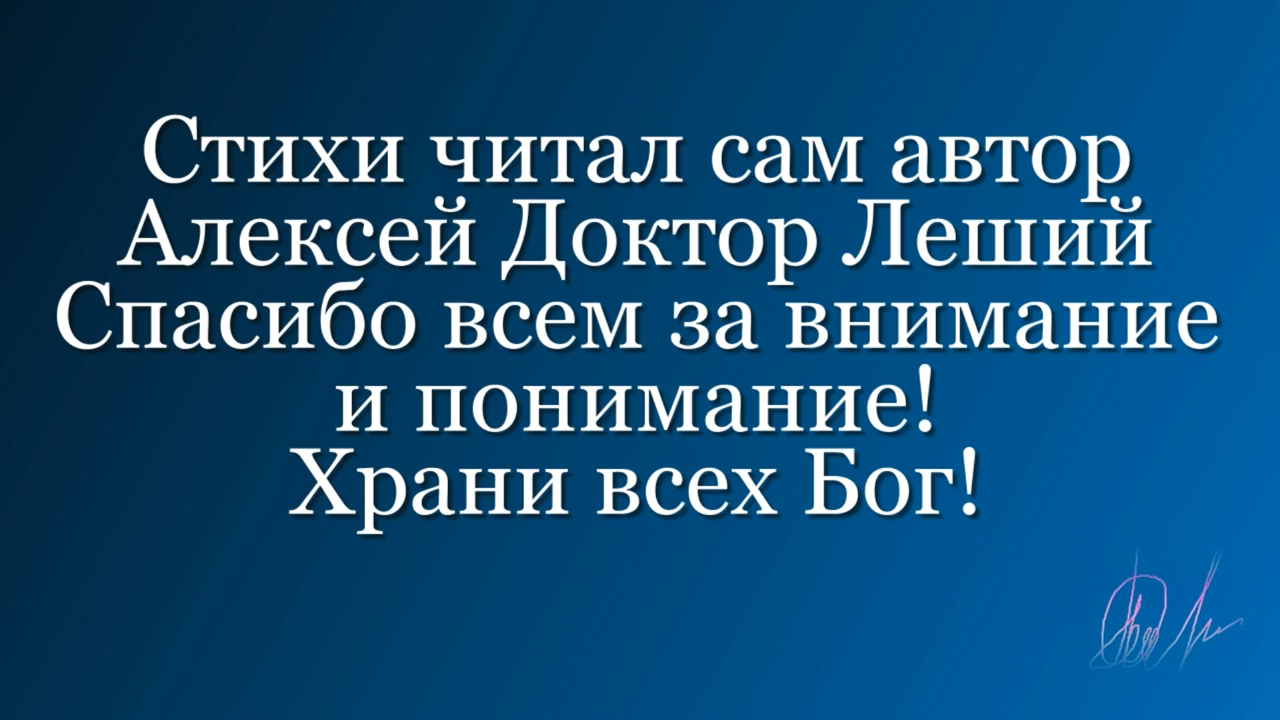 Стихи читал сам автор
Алексей Доктор Леший
Спасибо всем за внимание
и понимание!
Храни всех Бог!